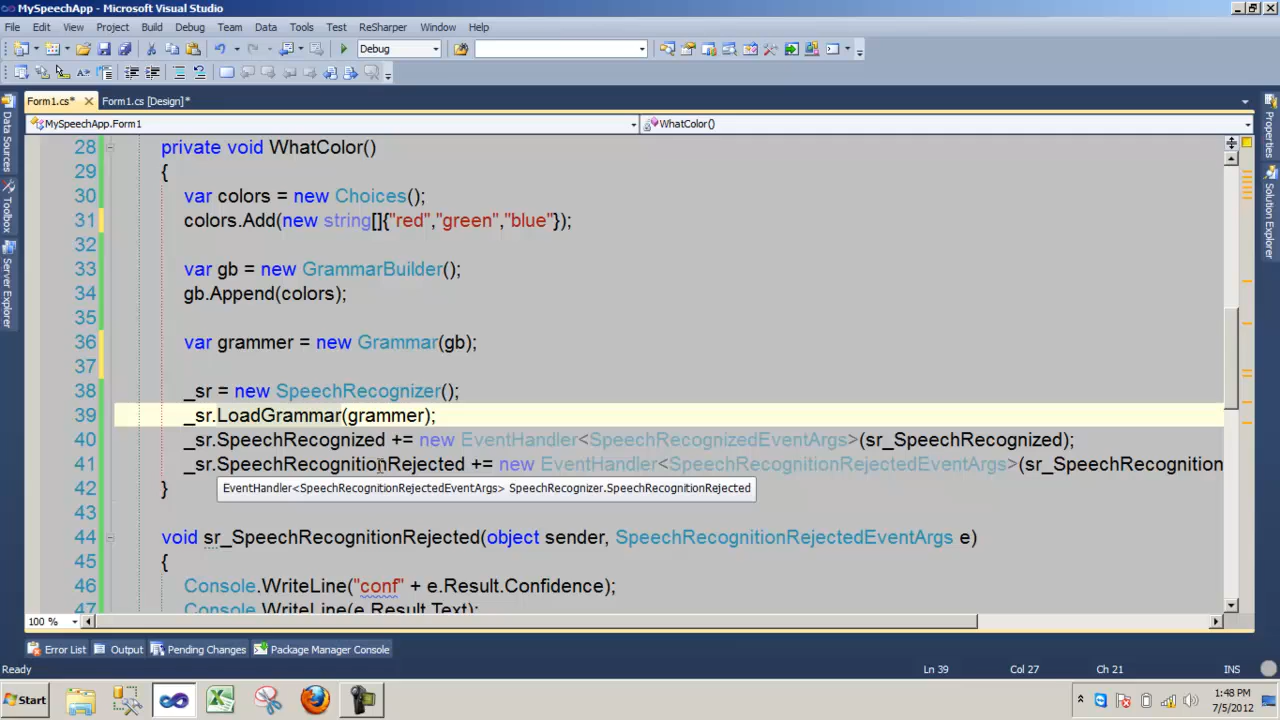 MySpeechApp - Microsoft Visual Studio
File Edit View Project Build Debug Team Data Tools Test ReSharper Window Help
Debug
Form1.cs* Form1.cs [Design]*
MySpeechApp.Form1 WhatColor()
Data Sources
Toolbox
Server Explorer
Properties
Solution Explorer
28 private void WhatColor()
29 {
30 var colors = new Choices();
31 colors.Add(new string[]{"red","green","blue"});
32
33 var gb = new GrammarBuilder();
34 gb.Append(colors);
35
36 var grammer = new Grammar(gb);
37
38 _sr = new SpeechRecognizer();
39 _sr.LoadGrammar(grammer);
40 _sr.SpeechRecognized += new EventHandler<SpeechRecognizedEventArgs>(sr_SpeechRecognized);
41 _sr.SpeechRecognitionRejected += new EventHandler<SpeechRecognitionRejectedEventArgs>(sr_SpeechRecognition
42 }
EventHandler<SpeechRecognitionRejectedEventArgs> SpeechRecognizer.SpeechRecognitionRejected
43
44 void sr_SpeechRecognitionRejected(object sender, SpeechRecognitionRejectedEventArgs e)
45 {
46 Console.WriteLine("conf" + e.Result.Confidence);
47 Console.WriteLine(e.Result.Text);
100 %
Error List Output Pending Changes Package Manager Console
Ready Ln 39 Col 27 Ch 21 INS
Start
1:48 PM
7/5/2012